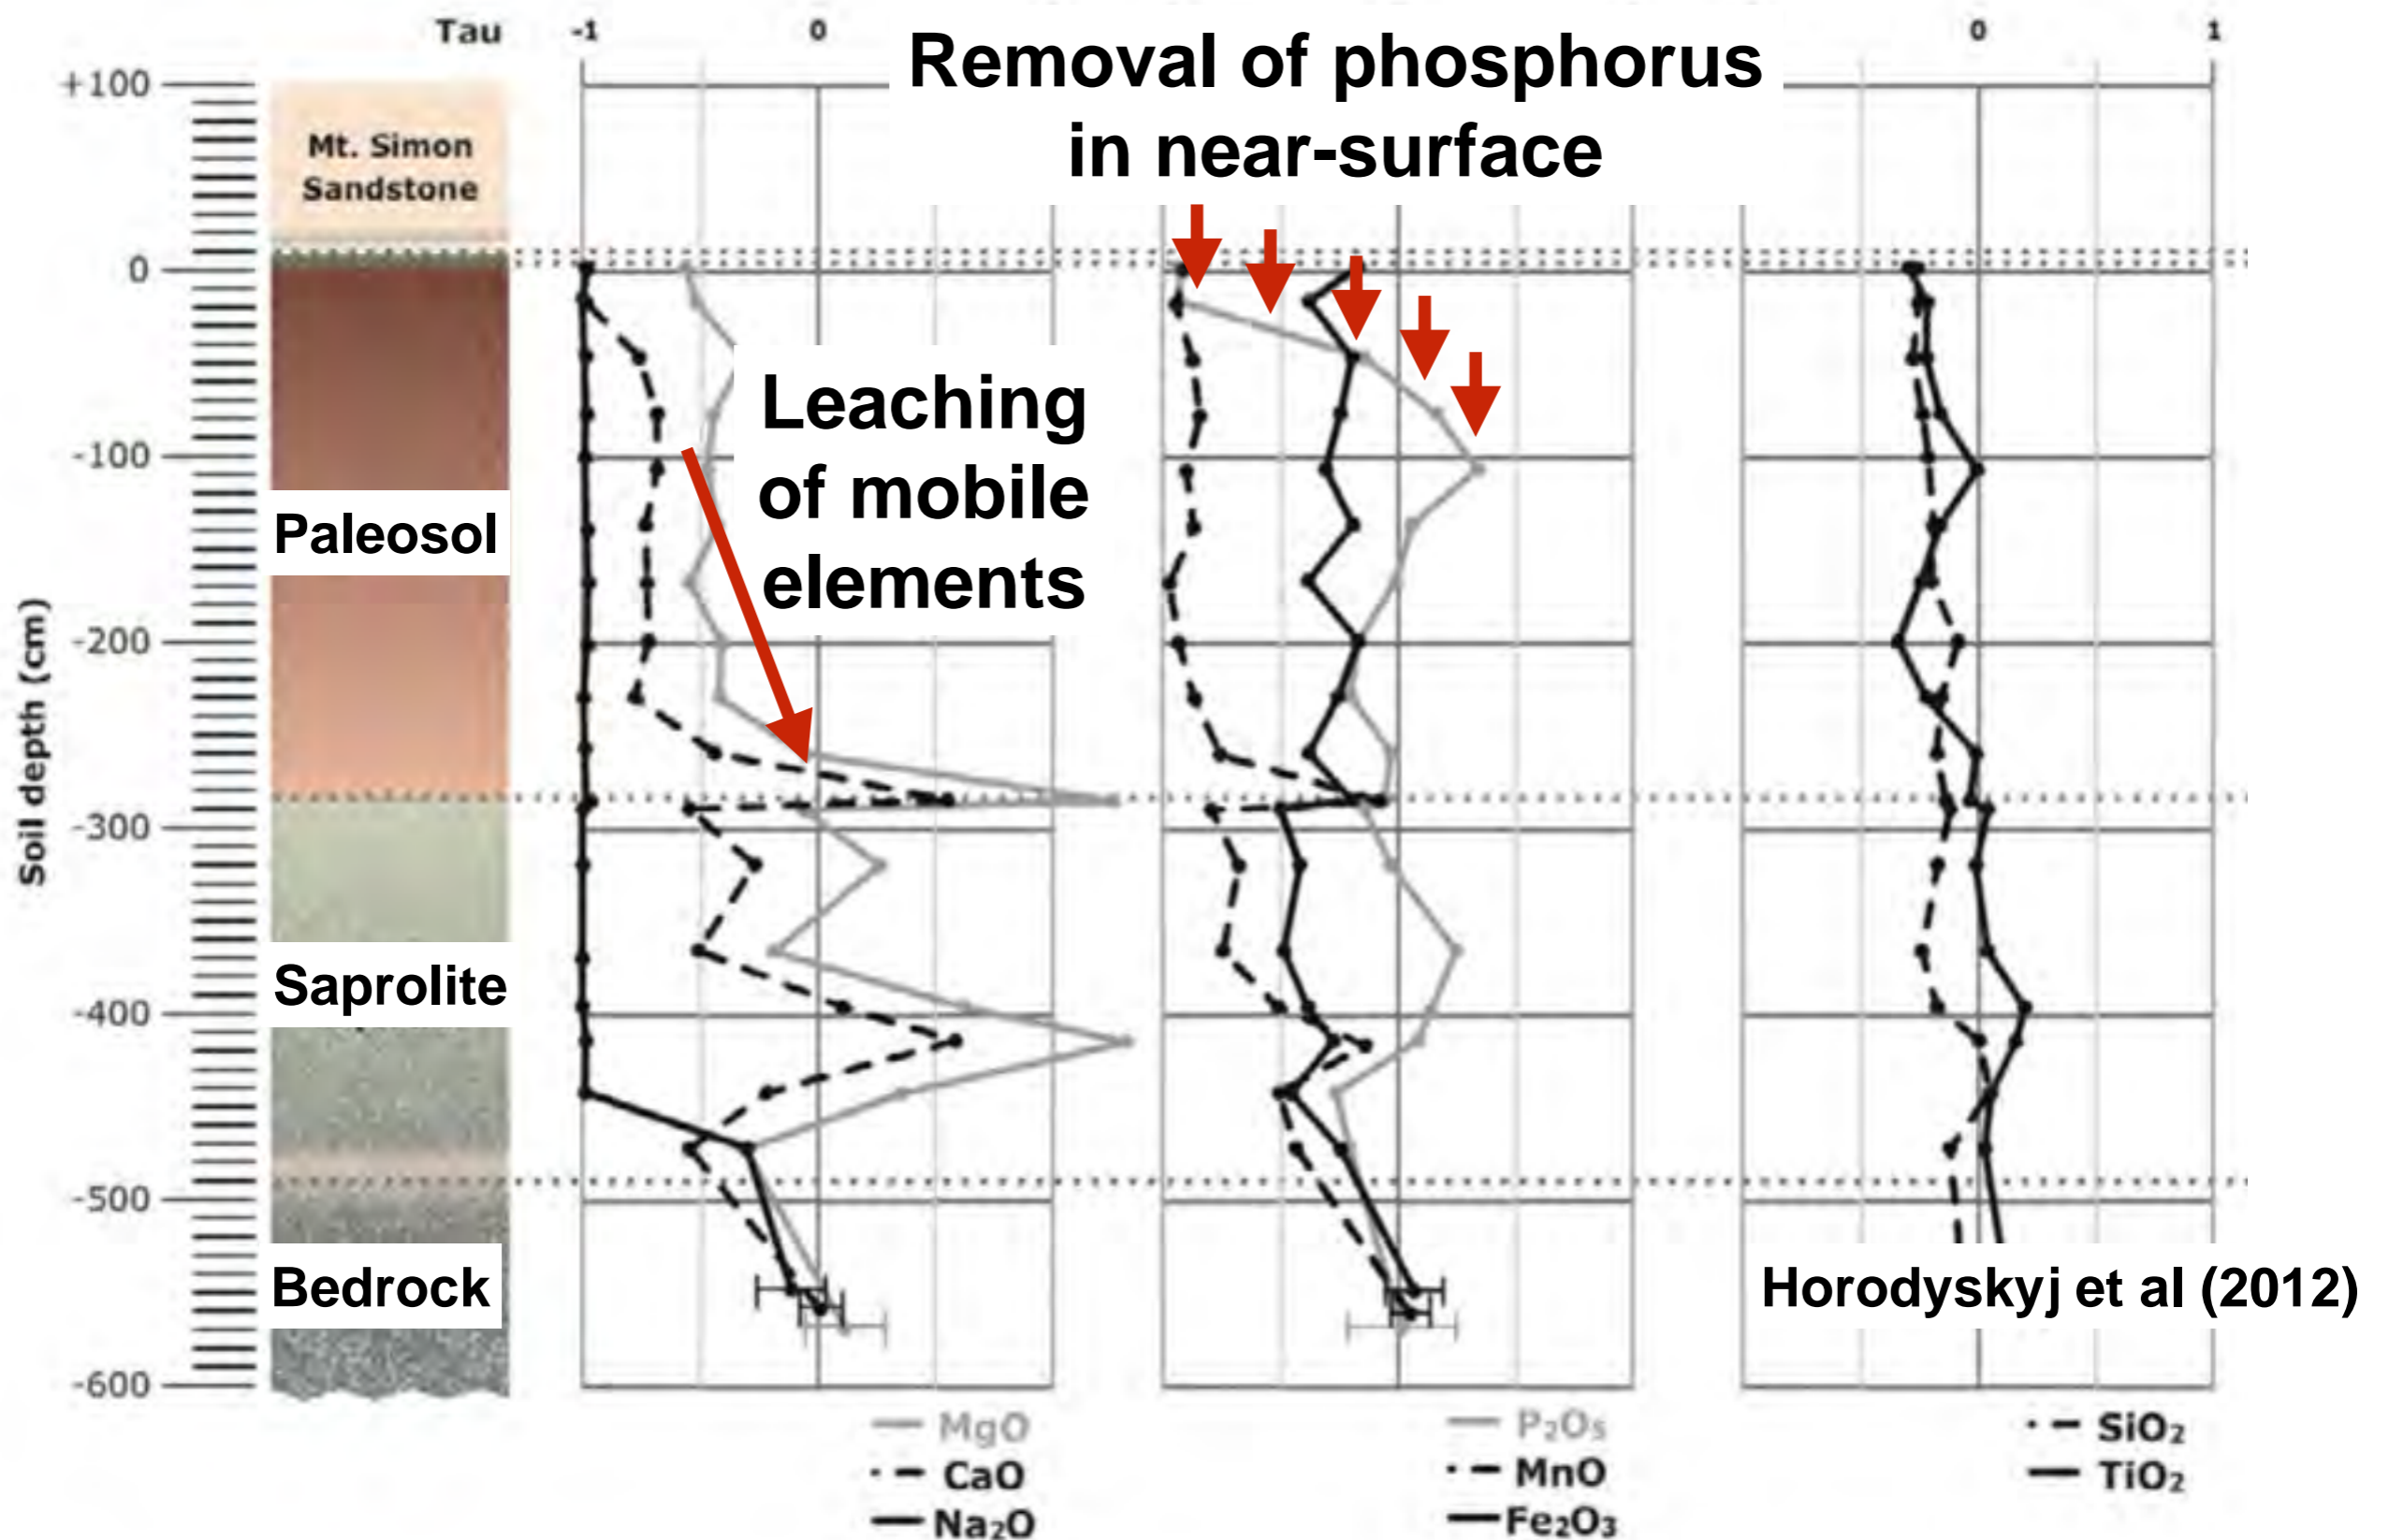 Tau
-1
0
0
1
Removal of phosphorus
in near-surface
+100
Mt. Simon
Sandstone
0
Leaching
of mobile
elements
-100
Paleosol
Soil depth (cm)
-200
-300
Saprolite
-400
-500
Bedrock
Horodyskyj et al (2012)
-600
MgO
CaO
Na₂O
P₂O₅
MnO
Fe₂O₃
SiO₂
TiO₂